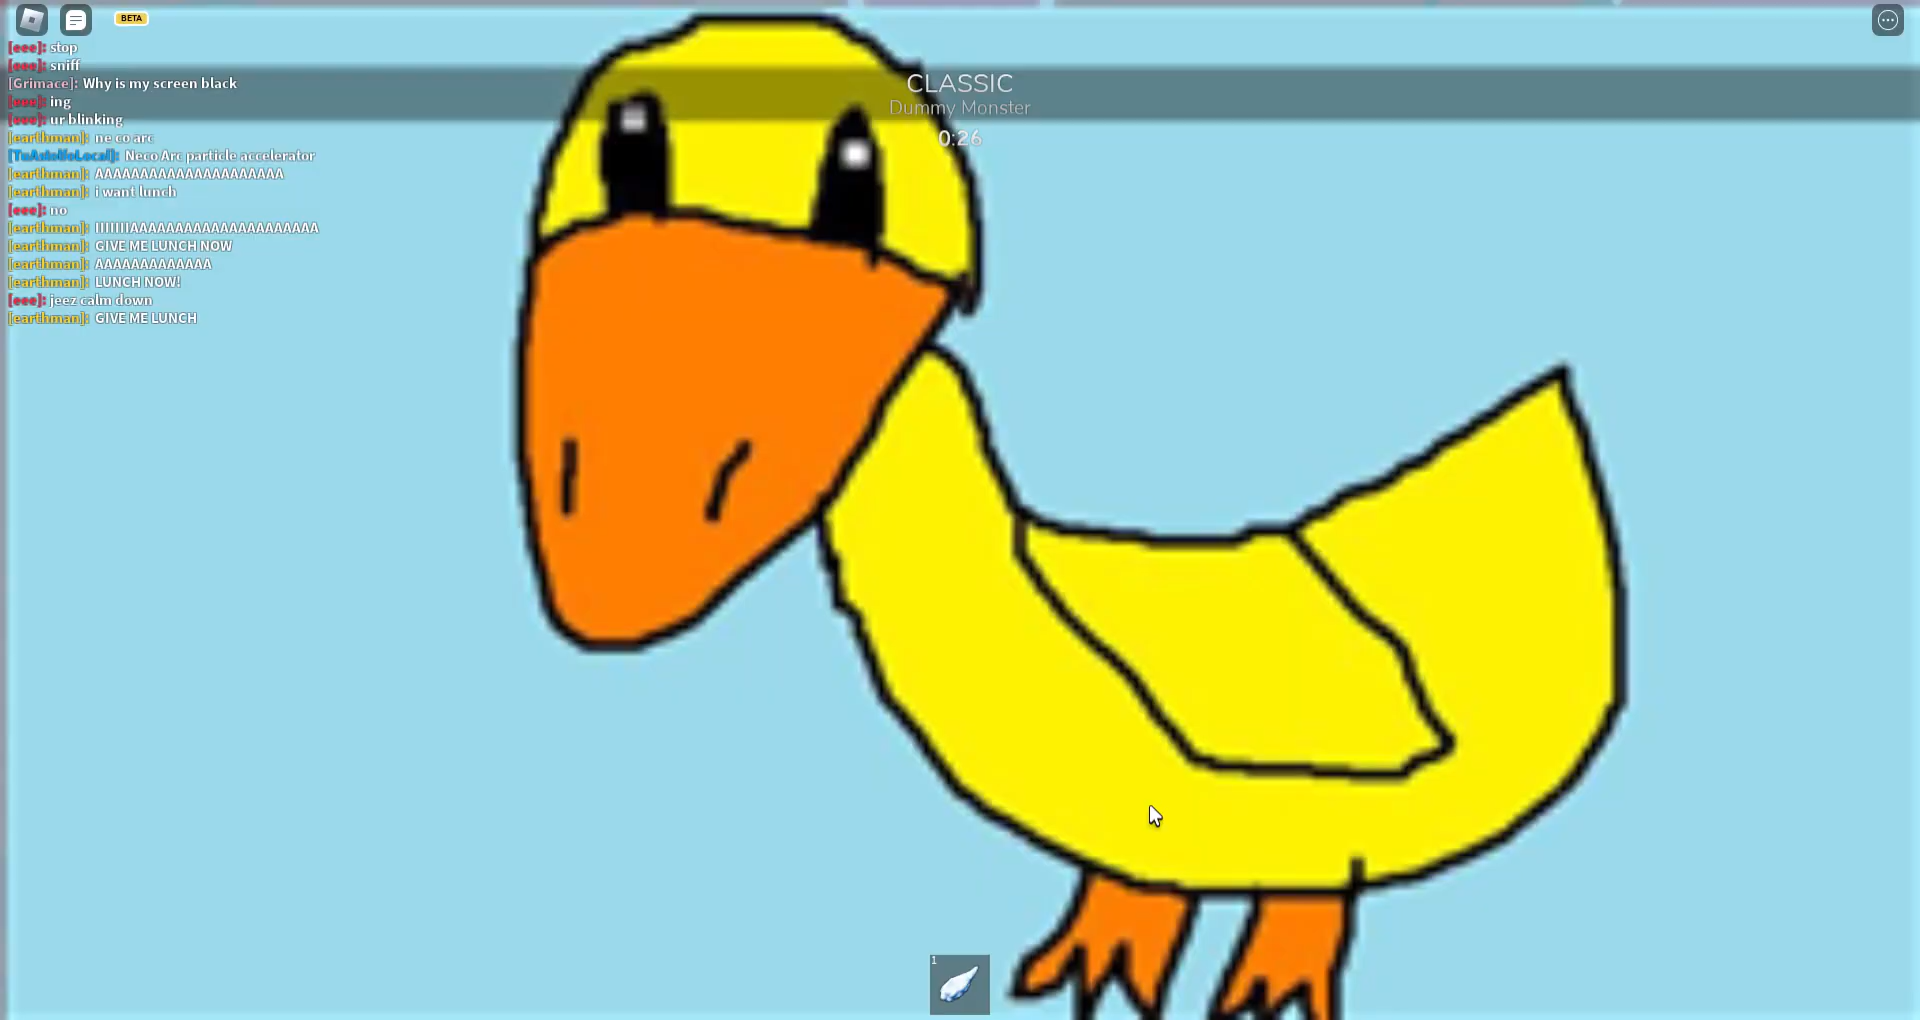 BETA
[eee]: stop
[eee]: sniff
[Grimace]: Why is my screen black
[eee]: ing
[eee]: ur blinking
[earthman]: ne co arc
[TuAstolfoLocal]: Neco Arc particle accelerator
[earthman]: AAAAAAAAAAAAAAAAAAAAA
[earthman]: i want lunch
[eee]: no
[earthman]: IIIIIIIAAAAAAAAAAAAAAAAAAAAA
[earthman]: GIVE ME LUNCH NOW
[earthman]: AAAAAAAAAAAAA
[earthman]: LUNCH NOW!
[eee]: jeez calm down
[earthman]: GIVE ME LUNCH
CLASSIC
Dummy Monster
0:26
1